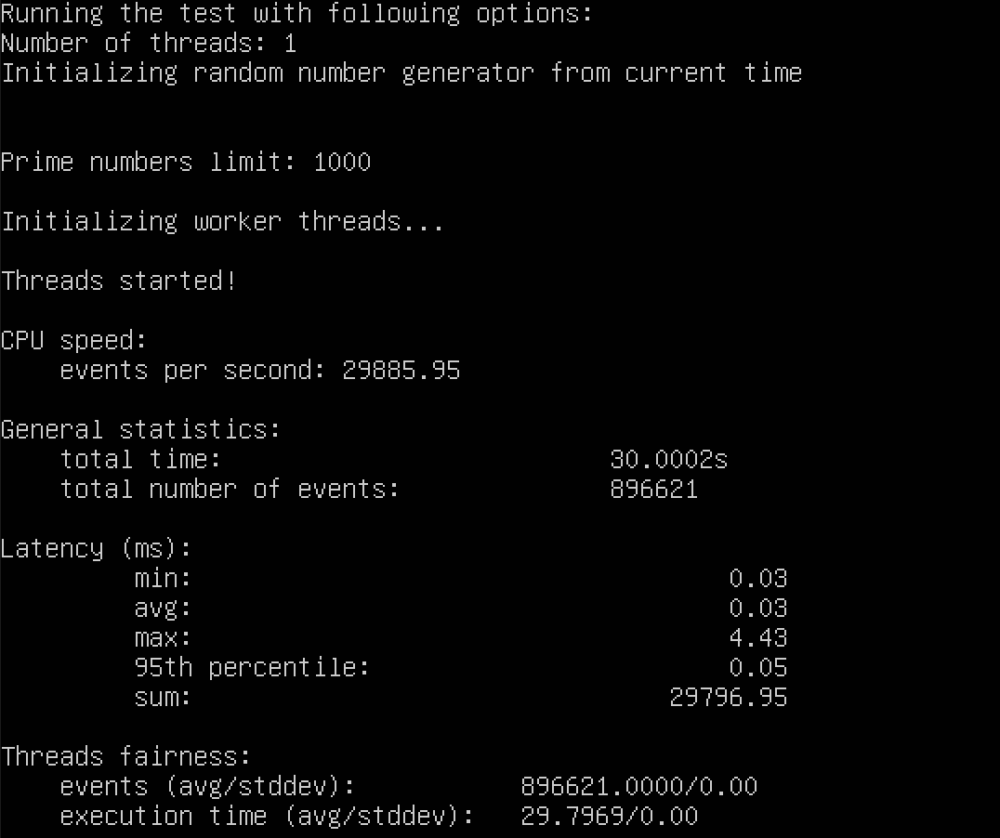 Running the test with following options:
Number of threads: 1
Initializing random number generator from current time
Prime numbers limit: 1000
Initializing worker threads...
Threads started!
CPU speed:
events per second: 29885.95
General statistics:
total time: 30.0002s
total number of events: 896621
Latency (ms):
min: 0.03
avg: 0.03
max: 4.43
95th percentile: 0.05
sum: 29796.95
Threads fairness:
events (avg/stddev): 896621.0000/0.00
execution time (avg/stddev): 29.7969/0.00